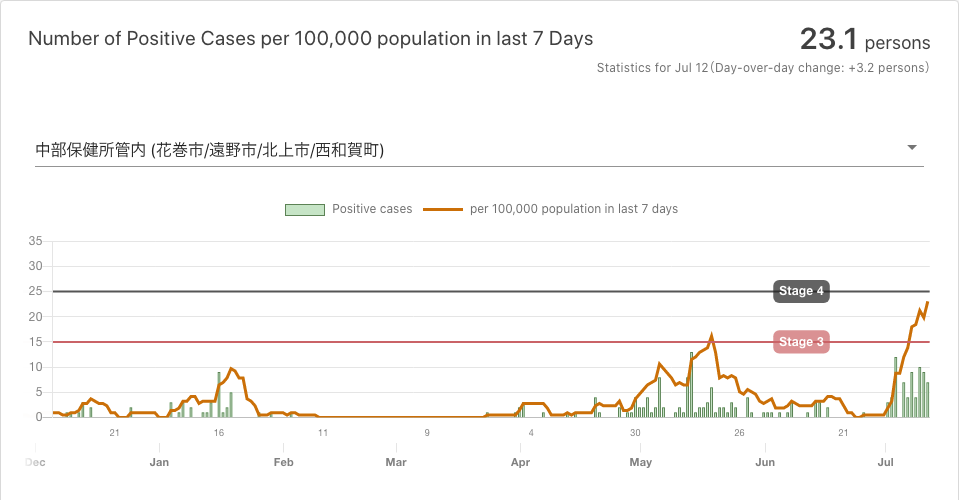 Number of Positive Cases per 100,000 population in last 7 Days
23.1 persons
Statistics for Jul 12(Day-over-day change: +3.2 persons)
中部保健所管内 (花巻市/遠野市/北上市/西和賀町)
Positive cases
per 100,000 population in last 7 days
35
30
25
20
15
10
5
0
Stage 4
Stage 3
21 16 11 9 4 30 26 21
Dec Jan Feb Mar Apr May Jun Jul